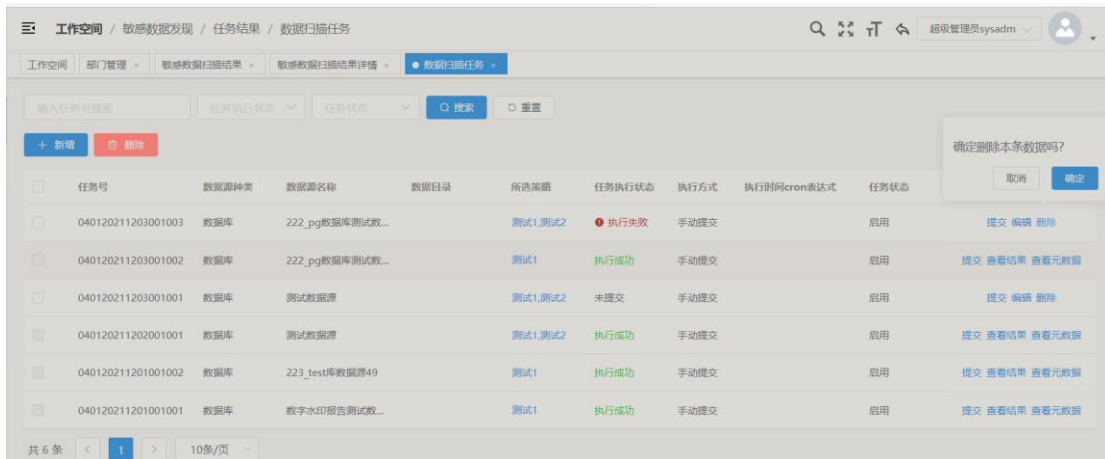 工作空间 / 敏感数据发现 / 任务结果 / 数据扫描任务 超级管理员sysadm
工作空间 部门管理 × 敏感数据扫描结果 × 敏感数据扫描结果详情 × 数据扫描任务 ×
输入任务号搜索 任务执行状态 任务状态 搜索 重置
+ 新增 删除
确定删除本条数据吗?
取消 确定
任务号 数据源种类 数据源名称 数据目录 所选策略 任务执行状态 执行方式 执行时间cron表达式 任务状态
040120211203001003 数据库 222_pg数据库测试数... 测试1,测试2 执行失败 手动提交 启用 提交 编辑 删除
040120211203001002 数据库 222_pg数据库测试数... 测试1 执行成功 手动提交 启用 提交 查看结果 查看元数据
040120211203001001 数据库 测试数据源 测试1,测试2 未提交 手动提交 启用 提交 编辑 删除
040120211202001001 数据库 测试数据源 测试1,测试2 执行成功 手动提交 启用 提交 查看结果 查看元数据
040120211201001002 数据库 223_test库数据源49 测试1 执行成功 手动提交 启用 提交 查看结果 查看元数据
040120211201001001 数据库 数字水印报告测试数... 测试1 执行成功 手动提交 启用 提交 查看结果 查看元数据
共 6 条 < 1 > 10条/页